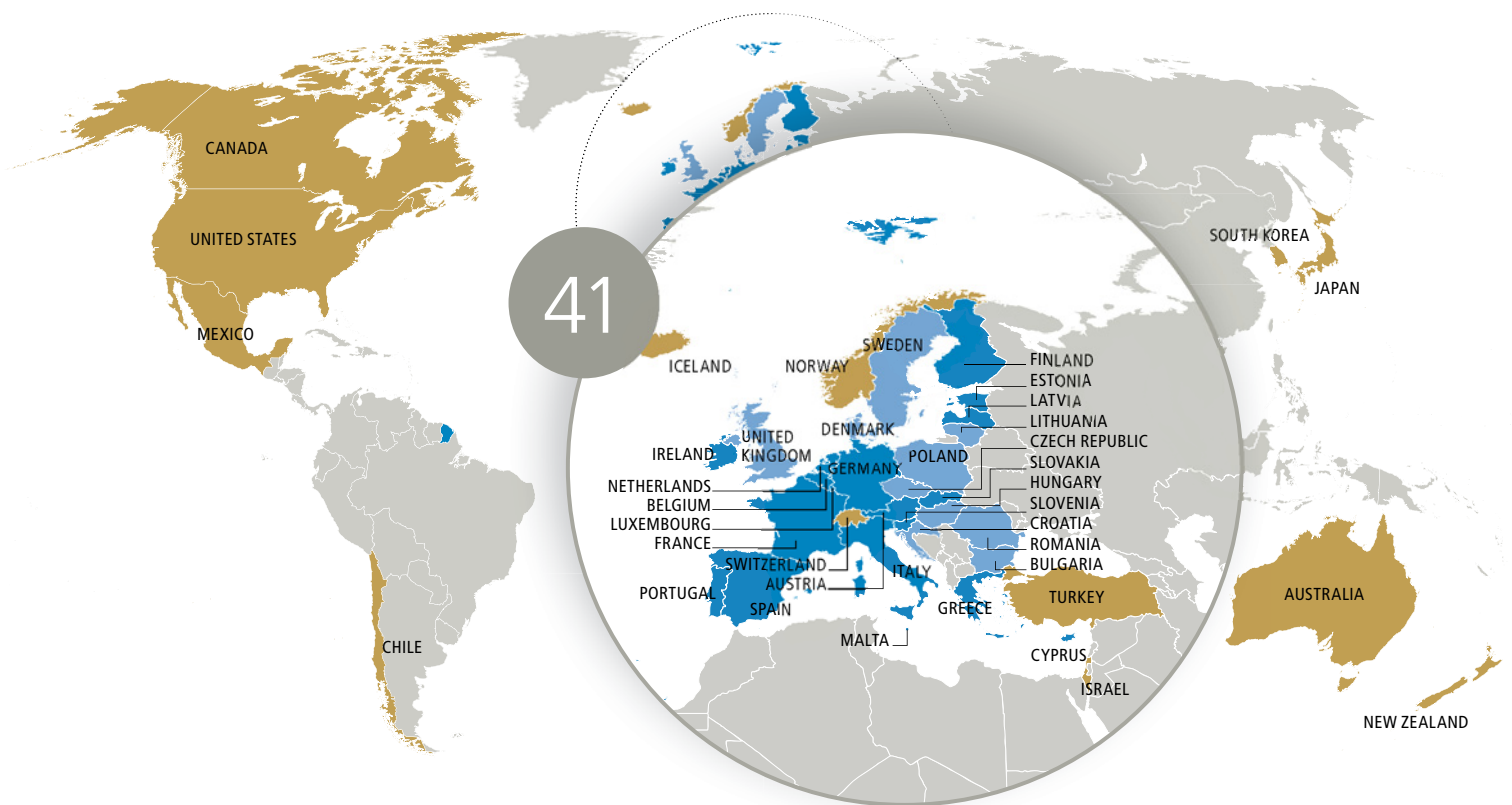 CANADA
UNITED STATES
MEXICO
CHILE
41
ICELAND
NORWAY
SWEDEN
FINLAND
ESTONIA
LATVIA
LITHUANIA
CZECH REPUBLIC
SLOVAKIA
HUNGARY
SLOVENIA
CROATIA
ROMANIA
BULGARIA
DENMARK
UNITED
KINGDOM
IRELAND
POLAND
GERMANY
NETHERLANDS
BELGIUM
LUXEMBOURG
FRANCE
SWITZERLAND
AUSTRIA
ITALY
PORTUGAL
SPAIN
GREECE
MALTA
TURKEY
CYPRUS
ISRAEL
SOUTH KOREA
JAPAN
AUSTRALIA
NEW ZEALAND